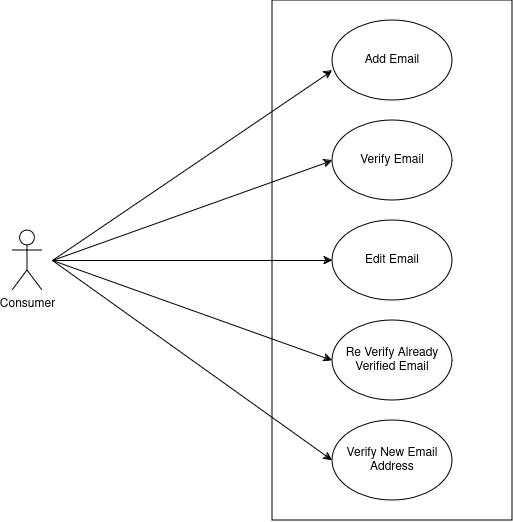 Add Email
Verify Email
Edit Email
Consumer
Re Verify Already
Verified Email
Verify New Email
Address